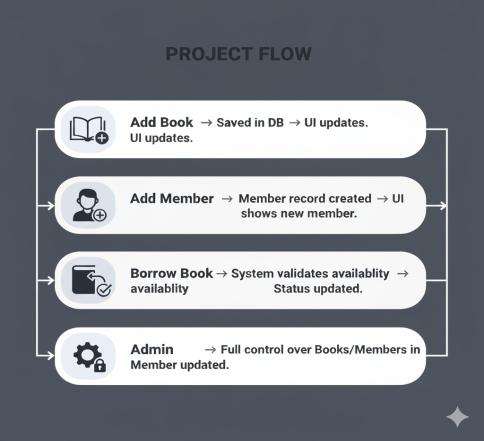 PROJECT FLOW
Add Book → Saved in DB → UI updates.
UI updates.
Add Member → Member record created → UI
shows new member.
Borrow Book → System validates availablity →
availablity Status updated.
Admin → Full control over Books/Members in
Member updated.